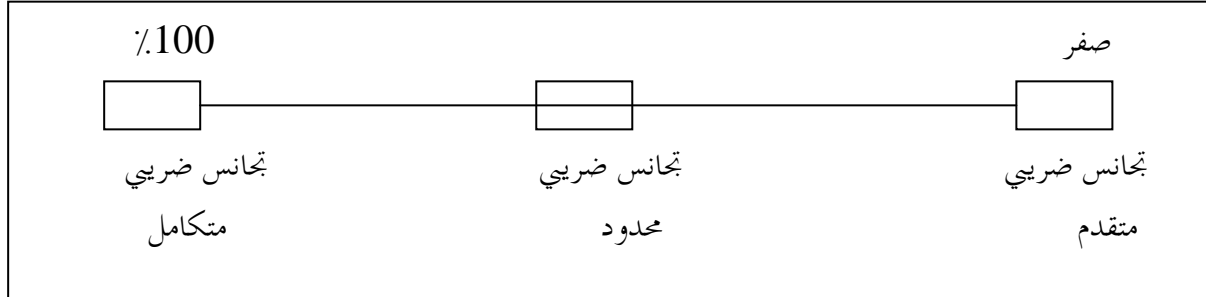 صفر
٪100
تجانس ضريبي
متقدم
تجانس ضريبي
محدود
تجانس ضريبي
متكامل